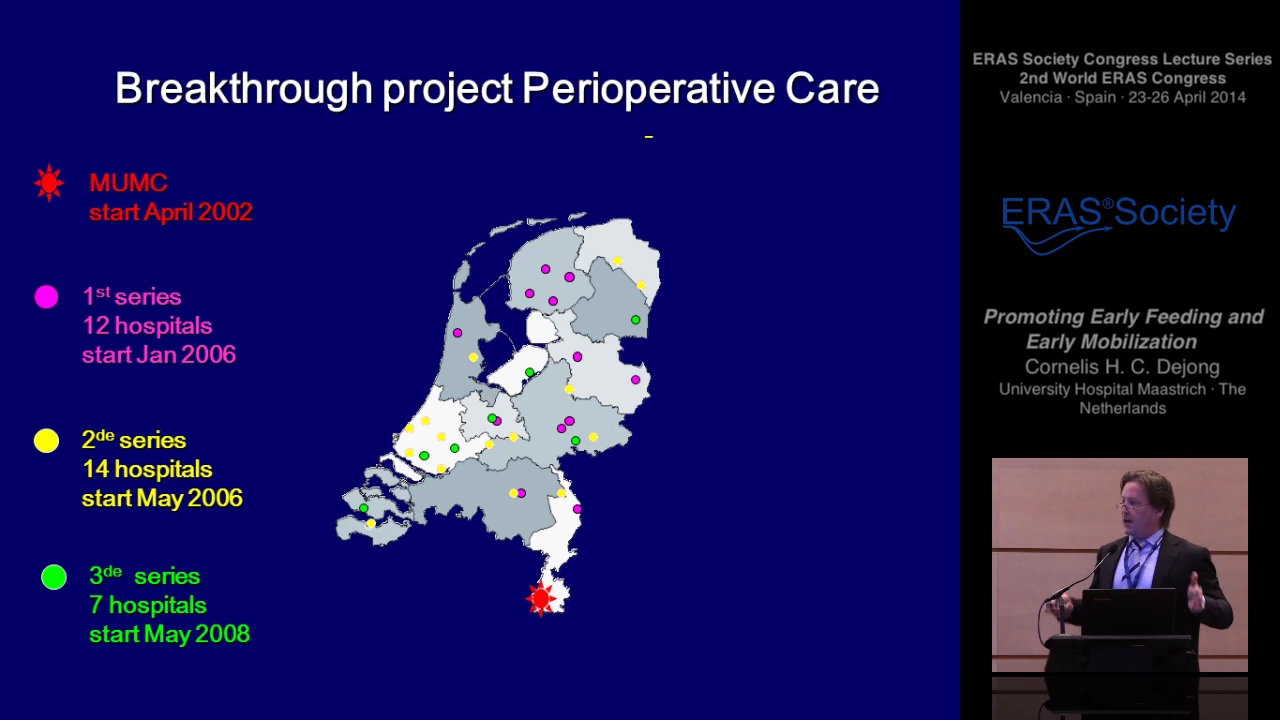 Breakthrough project Perioperative Care
MUMC
start April 2002
1st series
12 hospitals
start Jan 2006
2de series
14 hospitals
start May 2006
3de series
7 hospitals
start May 2008
ERAS Society Congress Lecture Series
2nd World ERAS Congress
Valencia · Spain · 23-26 April 2014
ERAS®Society
Promoting Early Feeding and
Early Mobilization
Cornelis H. C. Dejong
University Hospital Maastrich · The
Netherlands